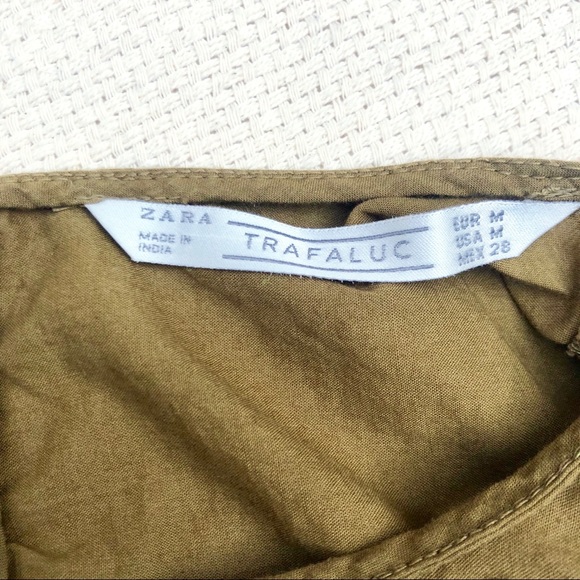 ZARA
MADE IN
INDIA
TRAFALUC
EUR M
USA M
MEX 28